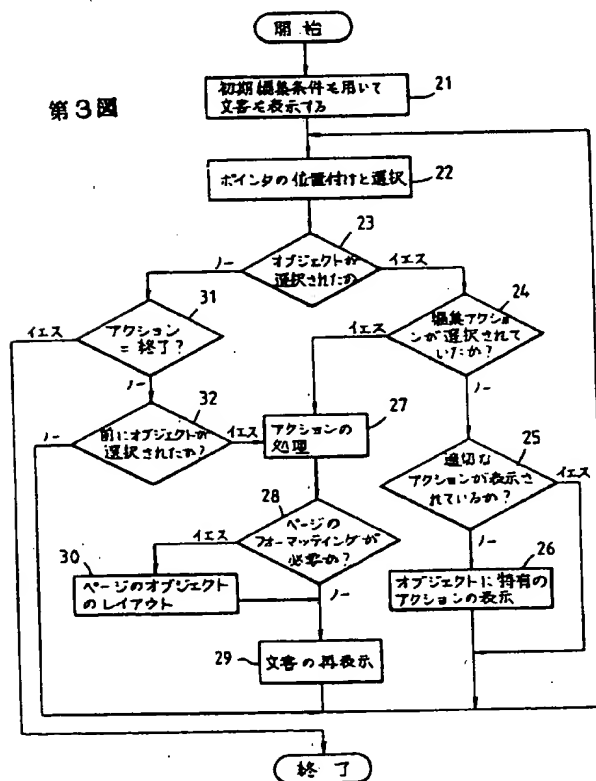 開始
第3図
初期編集条件を用いて
文書を表示する
21
ポインタの位置付けと選択
22
23
オブジェクトが
選択されたか
ノー
イエス
31
24
イエス
アクション
=終了?
イエス
編集アクショ
ンが選択されて
いたか?
ノー
ノー
32
27
25
ノー
前にオブジェクトが
選択されたか?
イエス
アクションの
処理
適切な
アクションが表示さ
れているか?
イエス
28
イエス
ページの
フォーマッティングが
必要か?
ノー
26
30
ページのオブジェクト
のレイアウト
ノー
オブジェクトに特有の
アクションの表示
29
文書の再表示
終了